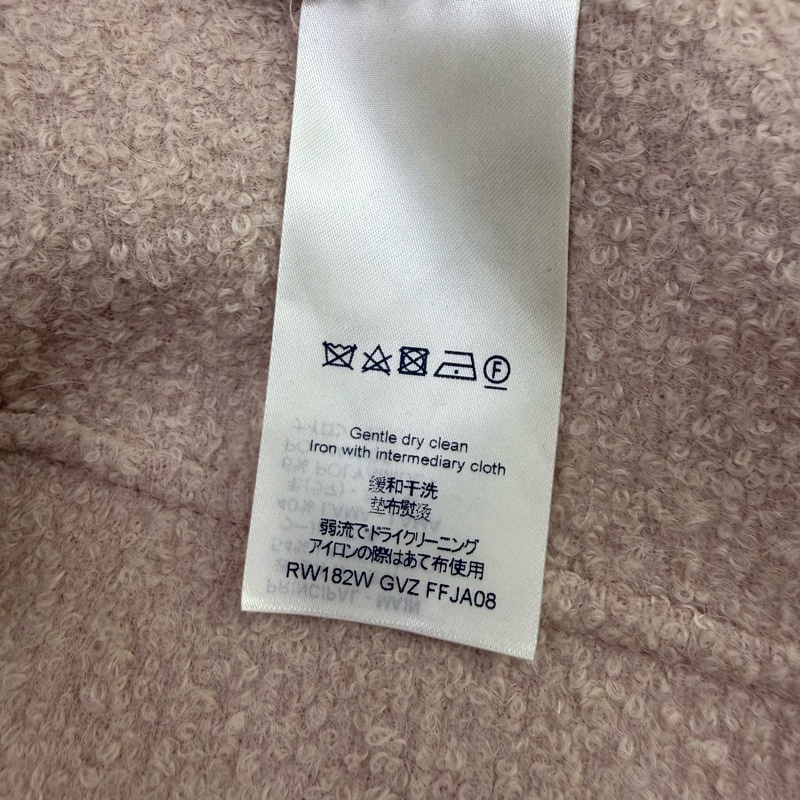 F
Gentle dry clean
Iron with intermediary cloth
缓和干洗
垫布熨烫
弱流でドライクリーニング
アイロンの際はあて布使用
RW182W GVZ FFJA08